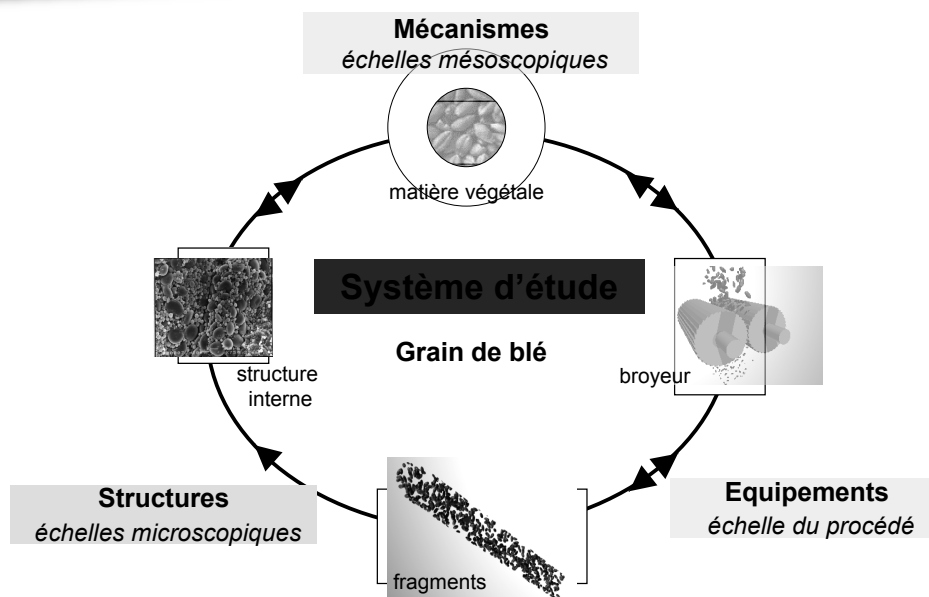 Mécanismes
échelles mésoscopiques
matière végétale
Système d'étude
Grain de blé
structure
interne
broyeur
Structures
échelles microscopiques
Equipements
échelle du procédé
fragments